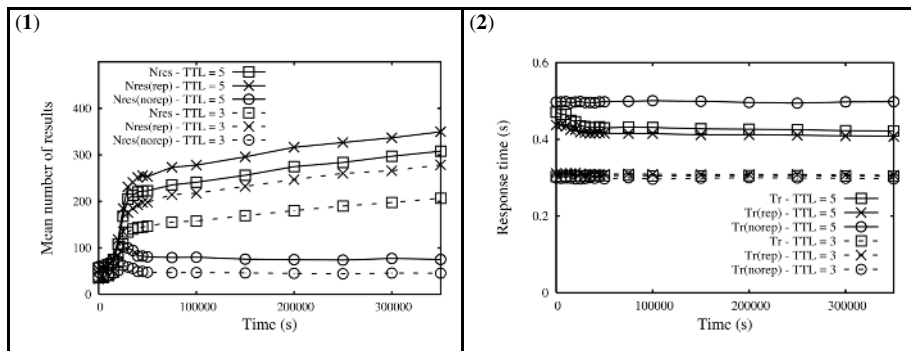 (1)
Mean number of results
400
300
200
100
0
Nres - TTL = 5
Nres(rep) - TTL = 5
Nres(norep) - TTL = 5
Nres - TTL = 3
Nres(rep) - TTL = 3
Nres(norep) - TTL = 3
0 100000 200000 300000
Time (s)
(2)
Response time (s)
0.6
0.4
0.2
0
Tr - TTL = 5
Tr(rep) - TTL = 5
Tr(norep) - TTL = 5
Tr - TTL = 3
Tr(rep) - TTL = 3
Tr(norep) - TTL = 3
0 100000 200000 300000
Time (s)